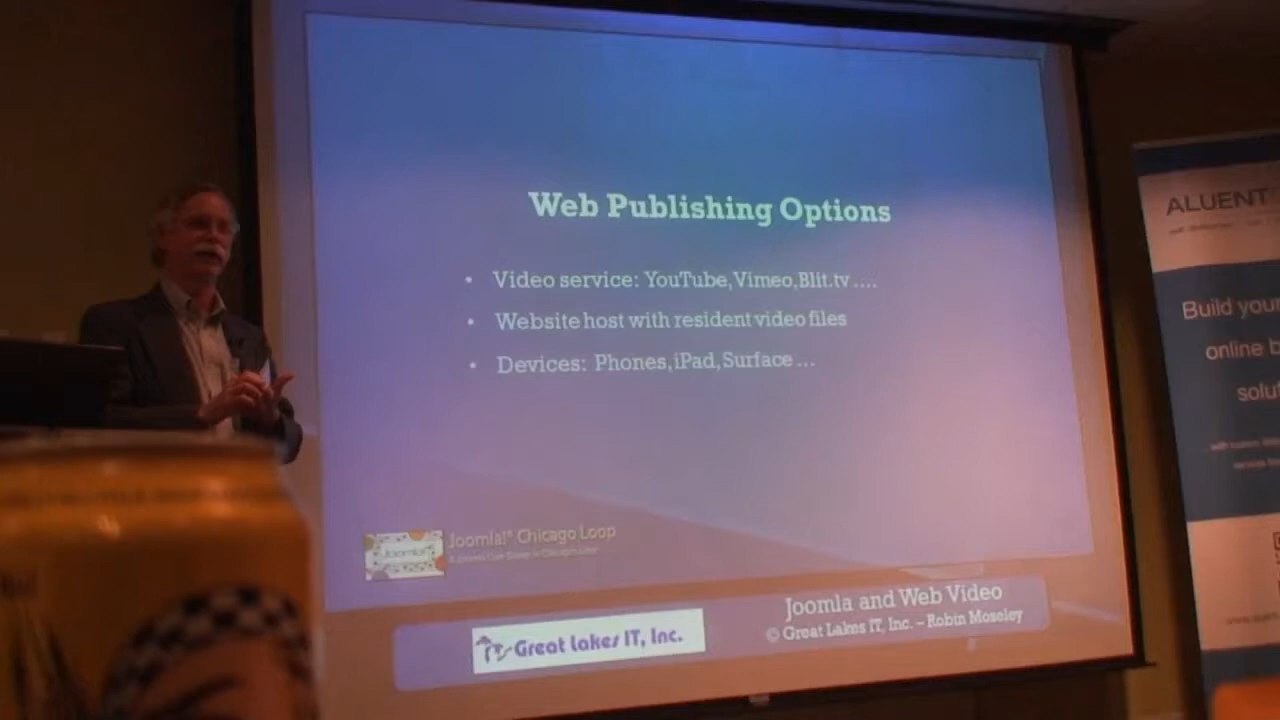 Web Publishing Options
• Video service: YouTube,Vimeo,Blit.tv....
• Website host with resident video files
• Devices: Phones,iPad,Surface...
Joomla!® Chicago Loop
Joomla!
Great Lakes IT, Inc.
Joomla and Web Video
© Great Lakes IT, Inc. – Robin Moseley
ALUENT
Build your
online b
solut